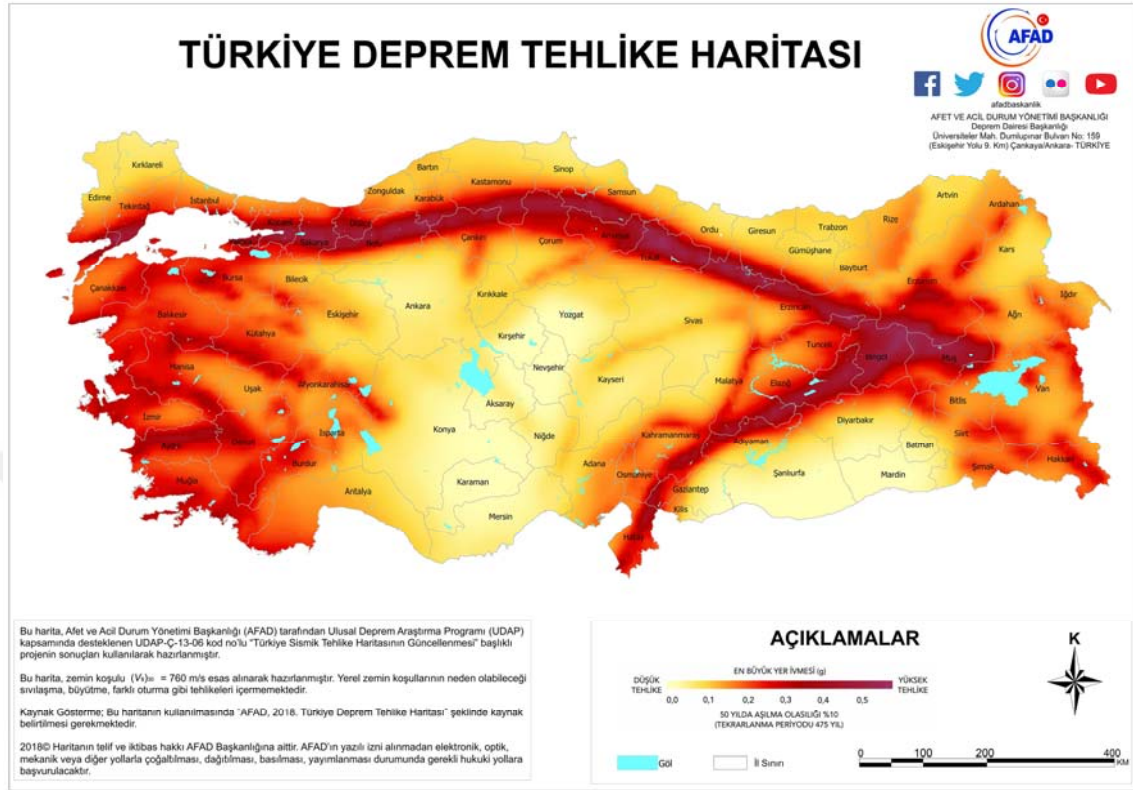 TÜRKİYE DEPREM TEHLİKE HARİTASI
AFAD
afadbaskanlik
AFET VE ACİL DURUM YÖNETİMİ BAŞKANLIĞI
Deprem Dairesi Başkanlığı
Üniversiteler Mah. Dumlupınar Bulvarı No: 159
(Eskişehir Yolu 9. Km) Çankaya/Ankara- TÜRKİYE
Kırklareli
Edirne
Tekirdağ
İstanbul
Zonguldak
Bartın
Karabük
Kastamonu
Sinop
Samsun
Ordu
Giresun
Trabzon
Rize
Artvin
Ardahan
Kars
Gümüşhane
Bayburt
Çankırı
Çorum
Sakarya
Bursa
Bilecik
Çanakkale
Balıkesir
Kütahya
Eskişehir
Ankara
Kırıkkale
Yozgat
Sivas
Erzincan
Iğdır
Ağrı
Kırşehir
Nevşehir
Kayseri
Manisa
Uşak
Afyonkarahisar
Aksaray
Malatya
Elazığ
Bingöl
Muş
Van
Bitlis
İzmir
Aydın
Isparta
Konya
Niğde
Kahramanmaraş
Adıyaman
Diyarbakır
Batman
Siirt
Şırnak
Hakkari
Muğla
Burdur
Antalya
Karaman
Mersin
Adana
Osmaniye
Gaziantep
Kilis
Hatay
Şanlıurfa
Mardin
Bu harita, Afet ve Acil Durum Yönetimi Başkanlığı (AFAD) tarafından Ulusal Deprem Araştırma Programı (UDAP)
kapsamında desteklenen UDAP-Ç-13-06 kod no'lu "Türkiye Sismik Tehlike Haritasının Güncellenmesi" başlıklı
projenin sonuçları kullanılarak hazırlanmıştır.
Bu harita, zemin koşulu (Vs)30 = 760 m/s esas alınarak hazırlanmıştır. Yerel zemin koşullarının neden olabileceği
sıvılaşma, büyütme, farklı oturma gibi tehlikeleri içermemektedir.
Kaynak Gösterme; Bu haritanın kullanılmasında "AFAD, 2018. Türkiye Deprem Tehlike Haritası" şeklinde kaynak
belirtilmesi gerekmektedir.
2018© Haritanın telif ve iktibas hakkı AFAD Başkanlığına aittir. AFAD'ın yazılı izni alınmadan elektronik, optik,
mekanik veya diğer yollarla çoğaltılması, dağıtılması, basılması, yayımlanması durumunda gerekli hukuki yollara
başvurulacaktır.
AÇIKLAMALAR
EN BÜYÜK YER İVMESİ (g)
DÜŞÜK TEHLİKE
YÜKSEK TEHLİKE
0,0 0,1 0,2 0.3 0.4 0.5
50 YILDA AŞILMA OLASILIĞI %10
(TEKRARLANMA PERİYODU 475 YIL)
Göl
İl Sınırı
K
0 100 200 400
KM